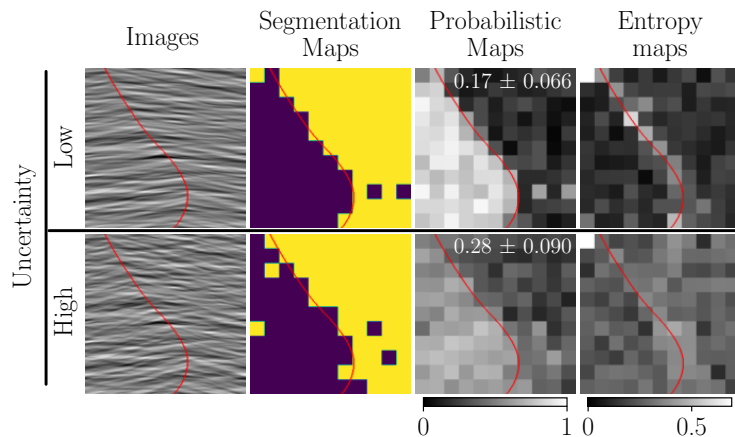 Images
Segmentation
Maps
Probabilistic
Maps
Entropy
maps
Uncertainty
Low
0.17 ± 0.066
High
0.28 ± 0.090
0
1
0
0.5